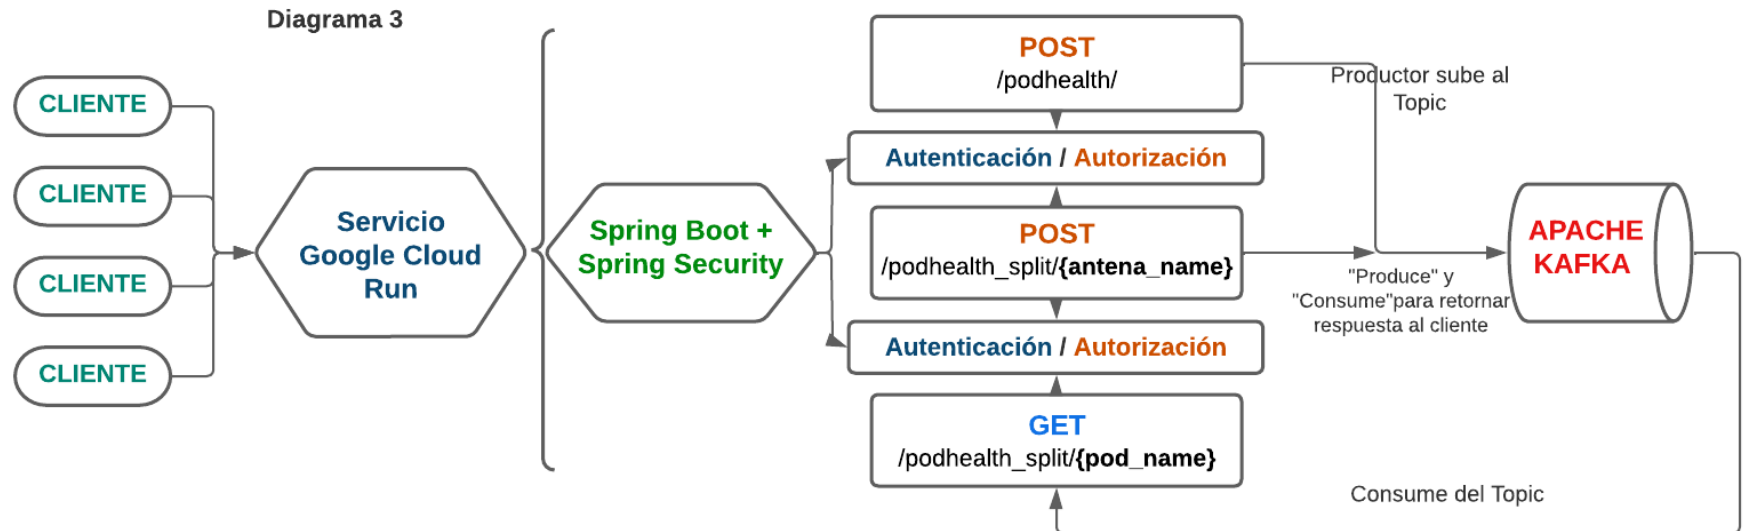 Diagrama 3
CLIENTE
CLIENTE
CLIENTE
CLIENTE
Servicio
Google Cloud
Run
Spring Boot +
Spring Security
POST
/podhealth/
Autenticación / Autorización
POST
/podhealth_split/{antena_name}
Autenticación / Autorización
GET
/podhealth_split/{pod_name}
Productor sube al
Topic
"Produce" y
"Consume"para retornar
respuesta al cliente
APACHE
KAFKA
Consume del Topic